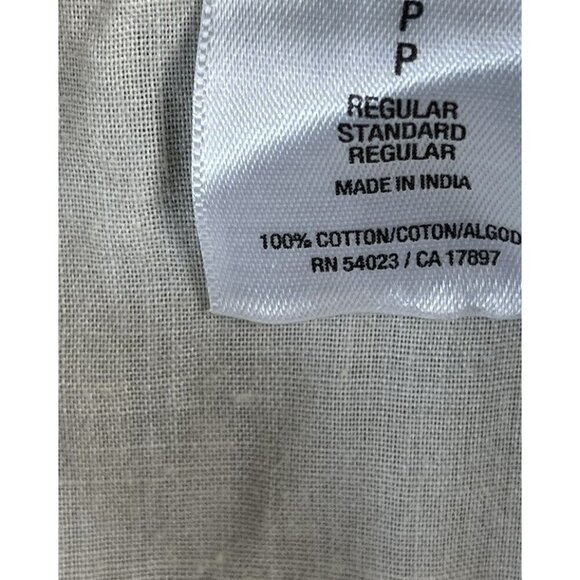 P
P
REGULAR
STANDARD
REGULAR
MADE IN INDIA
100% COTTON/COTON/ALGOD
RN 54023 / CA 17897